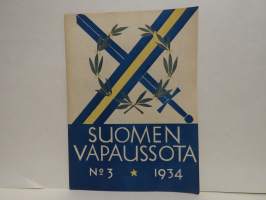 SUOMEN
VAPAUSSOTA
No 3 ★ 1934